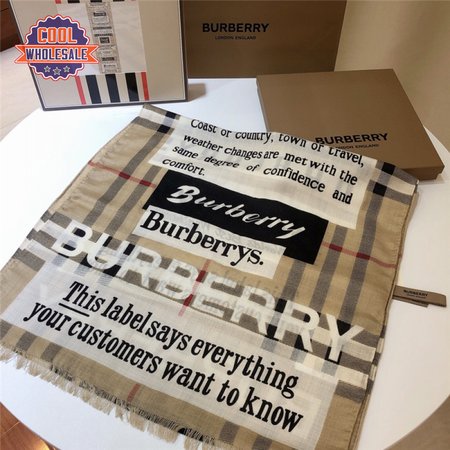 COOL
WHOLESALE
BURBERRY
LONDON, ENGLAND
BURBERRY
LONDON, ENGLAND
Coast or country, town or travel,
weather changes are met with the
same degree of confidence and
comfort.
Burberry
Burberrys.
BURBERRY
This label says everything
your customers want to know
BURBERRY